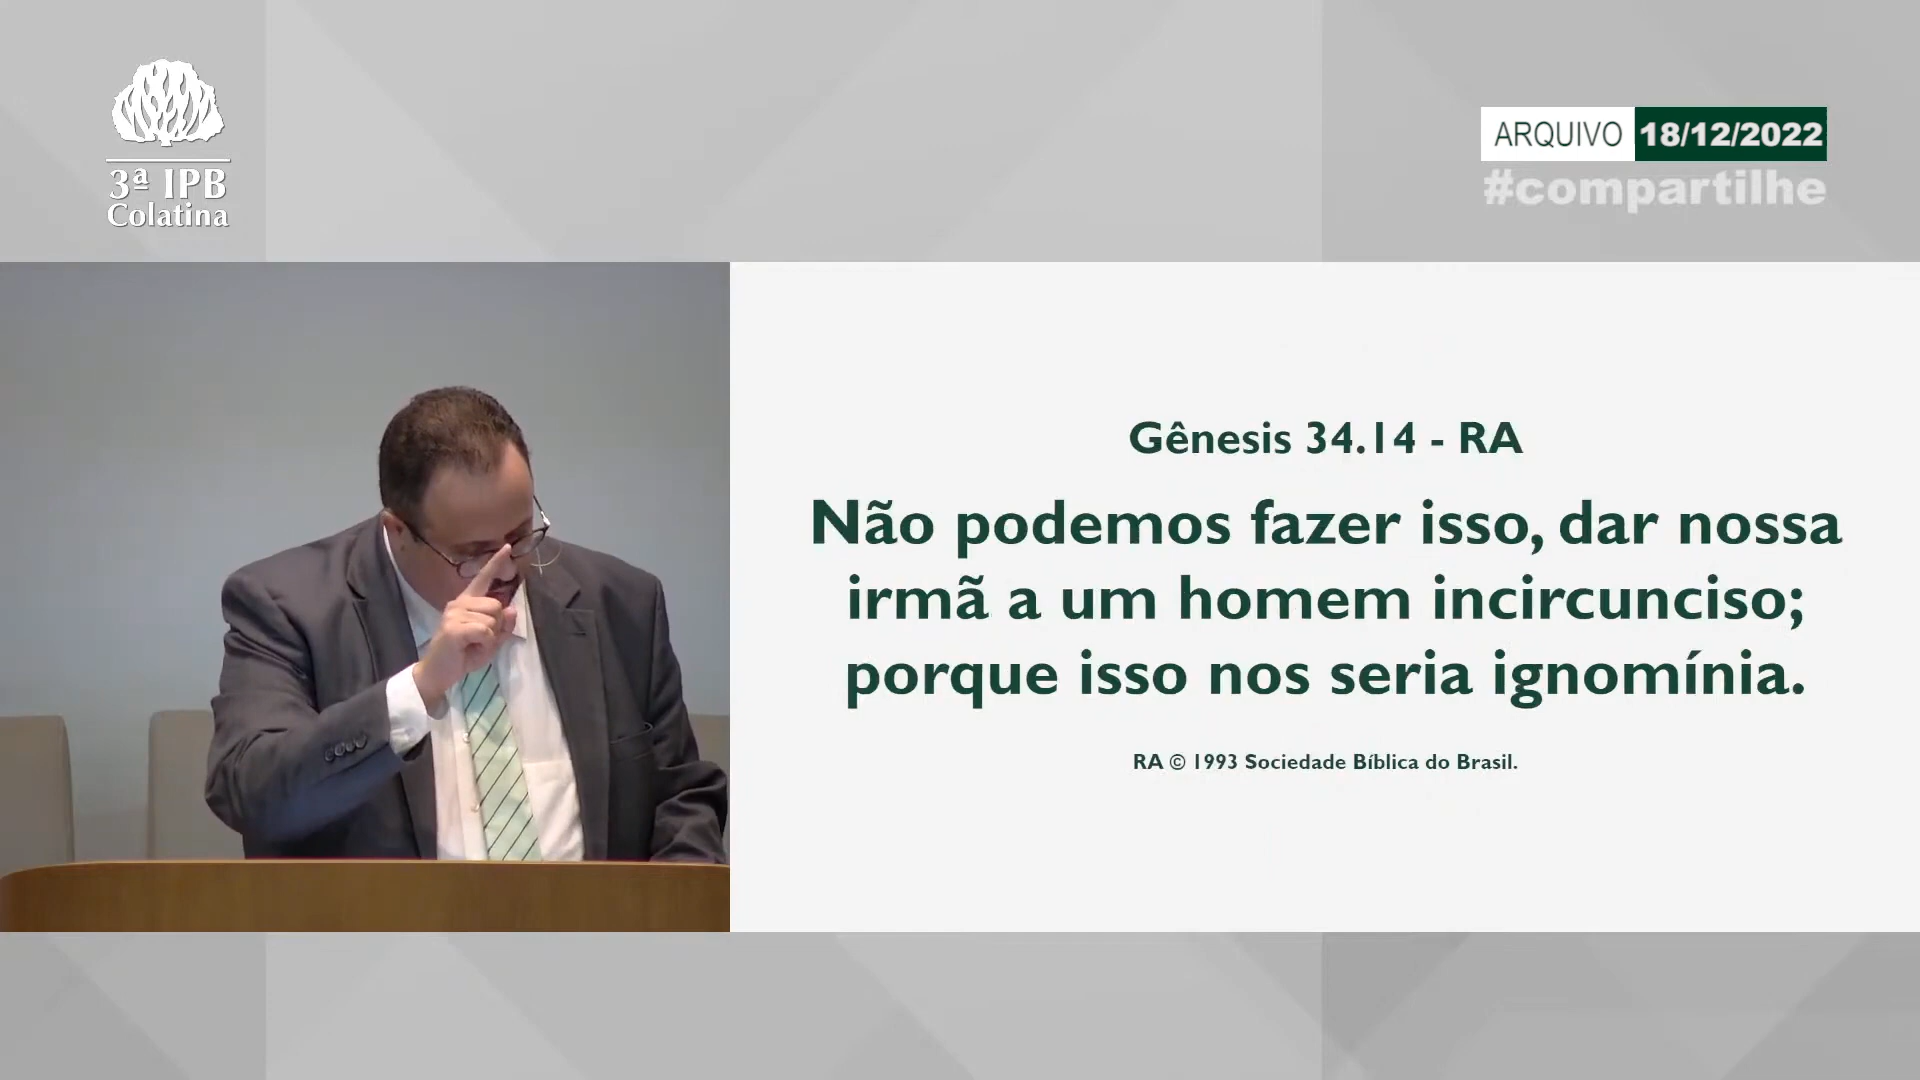 3ª IPB
Colatina
ARQUIVO 18/12/2022
#compartilhe
Gênesis 34.14 - RA
Não podemos fazer isso, dar nossa
irmã a um homem incircunciso;
porque isso nos seria ignomínia.
RA © 1993 Sociedade Bíblica do Brasil.